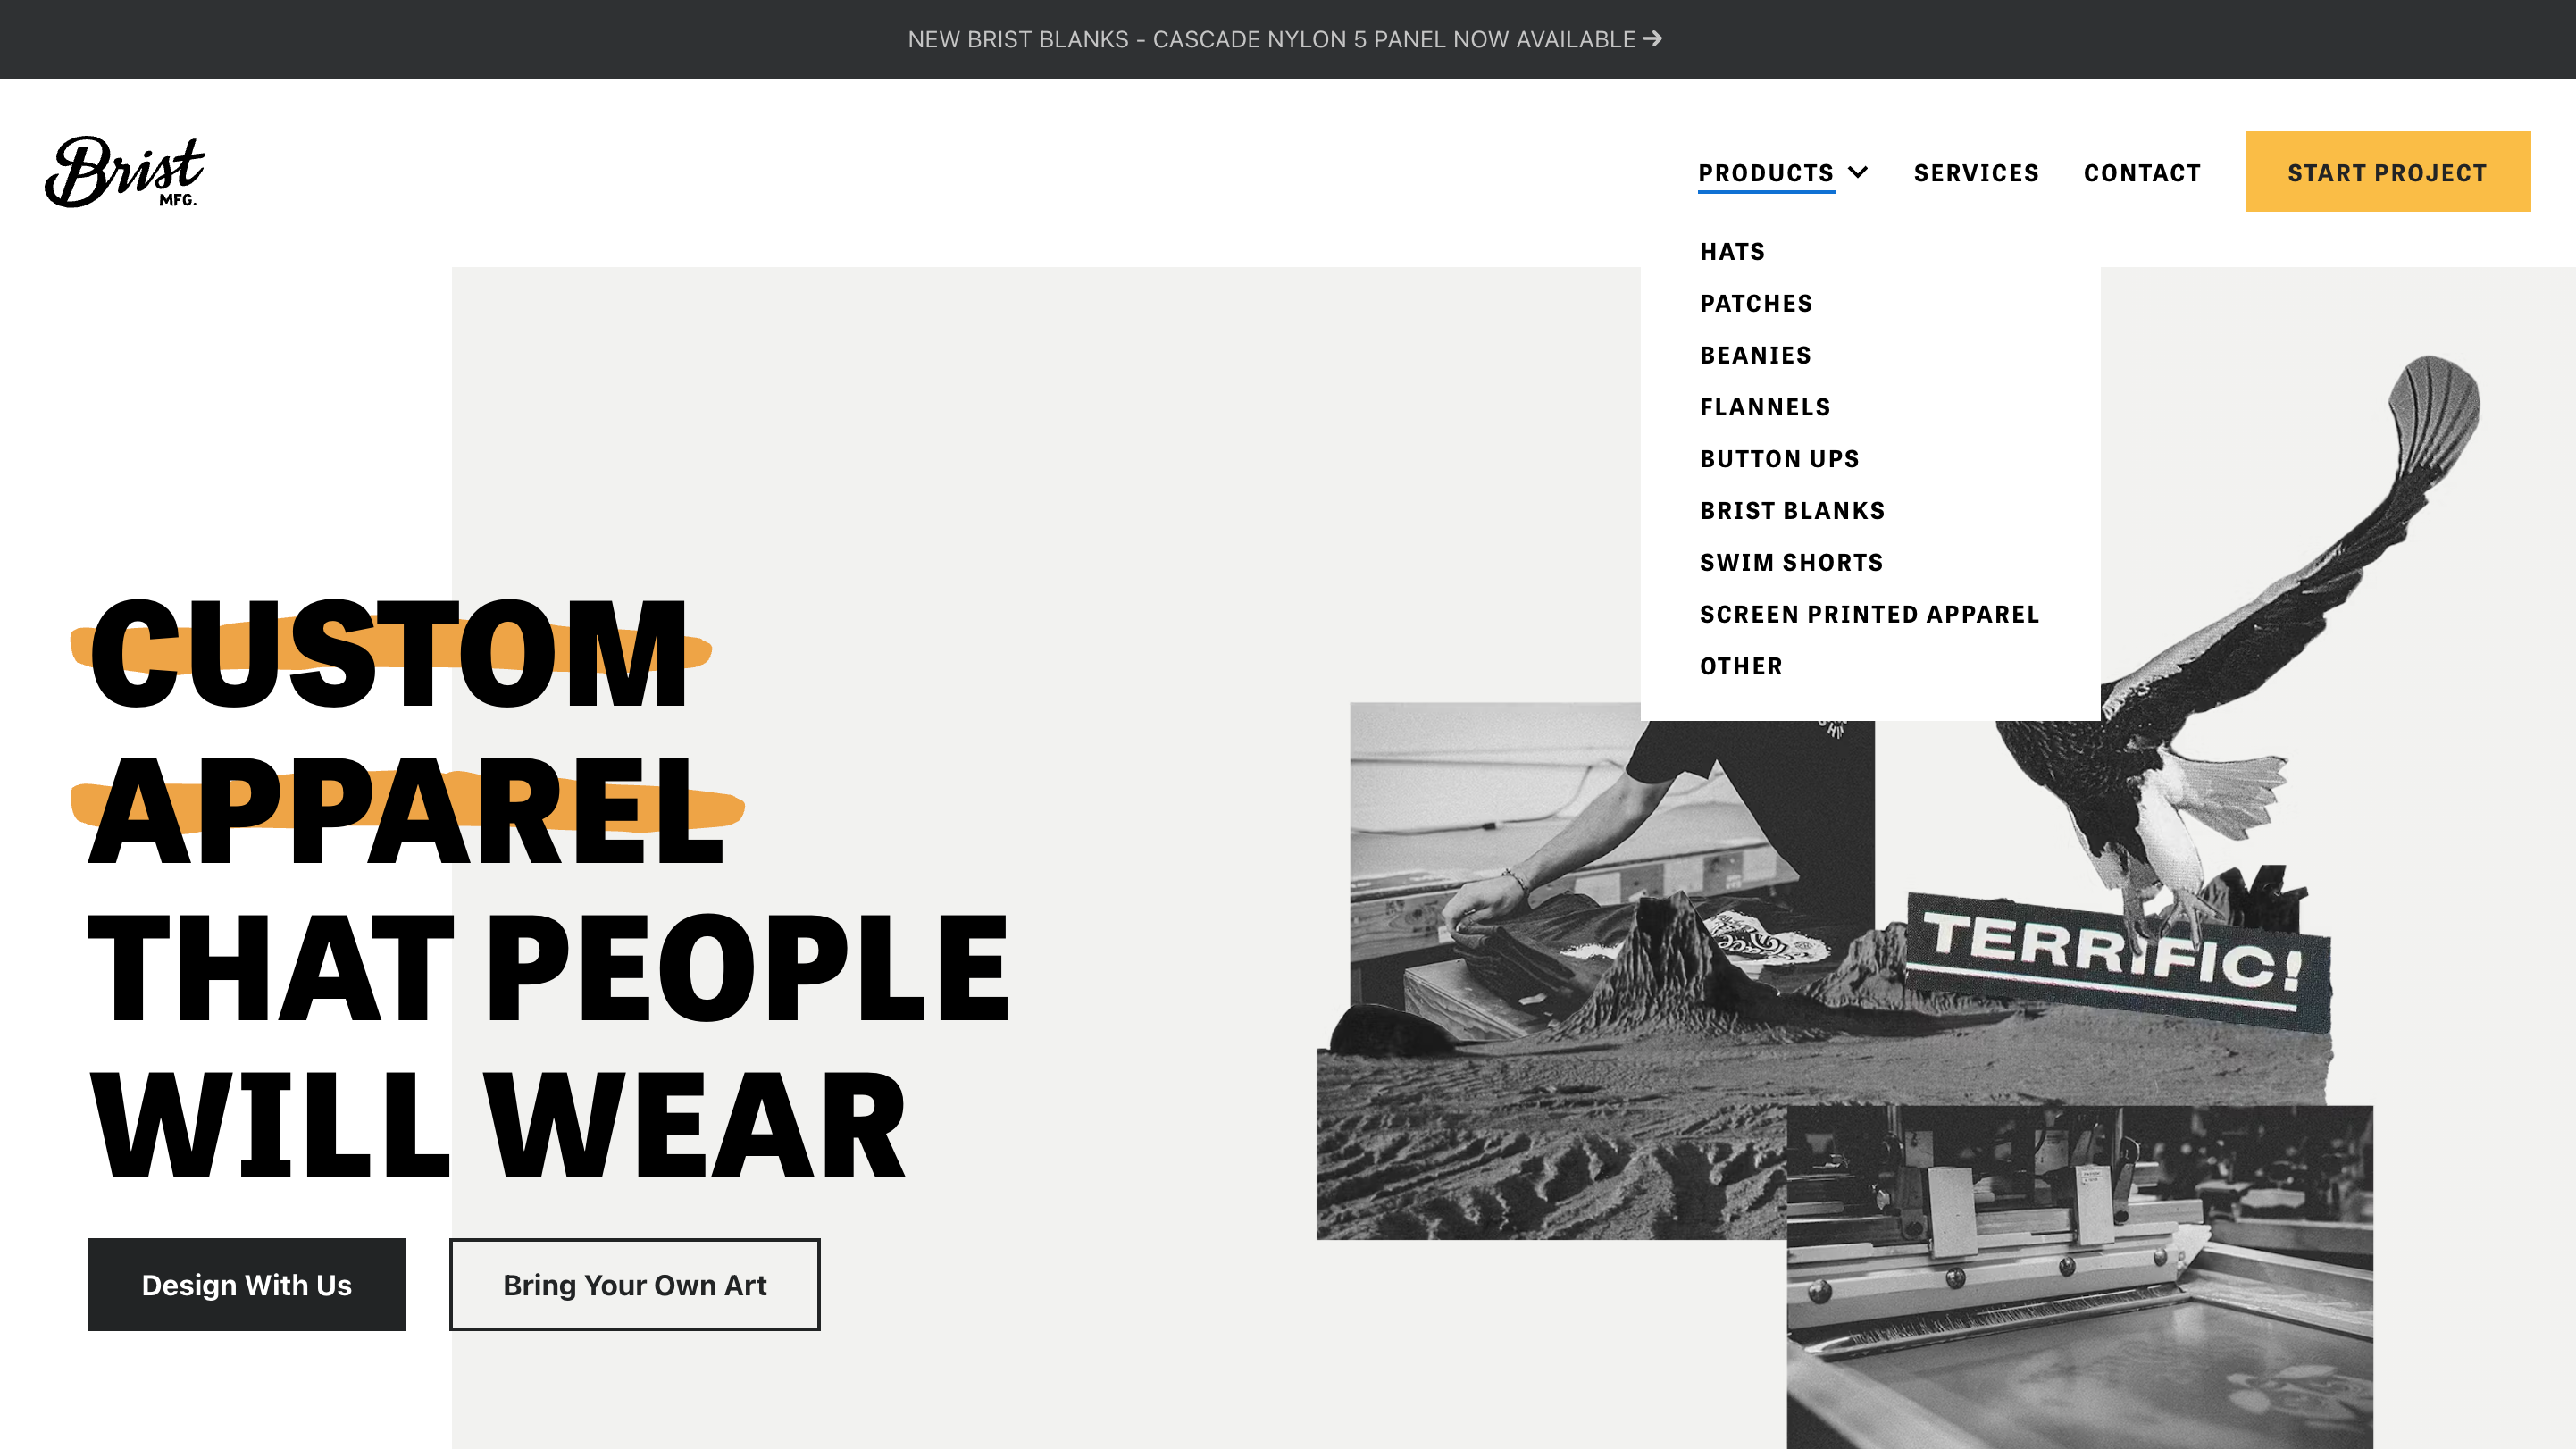 NEW BRIST BLANKS - CASCADE NYLON 5 PANEL NOW AVAILABLE →
Brist
MFG.
PRODUCTS
SERVICES
CONTACT
START PROJECT
HATS
PATCHES
BEANIES
FLANNELS
BUTTON UPS
BRIST BLANKS
SWIM SHORTS
SCREEN PRINTED APPAREL
OTHER
CUSTOM
APPAREL
THAT PEOPLE
WILL WEAR
TERRIFIC!
Design With Us
Bring Your Own Art